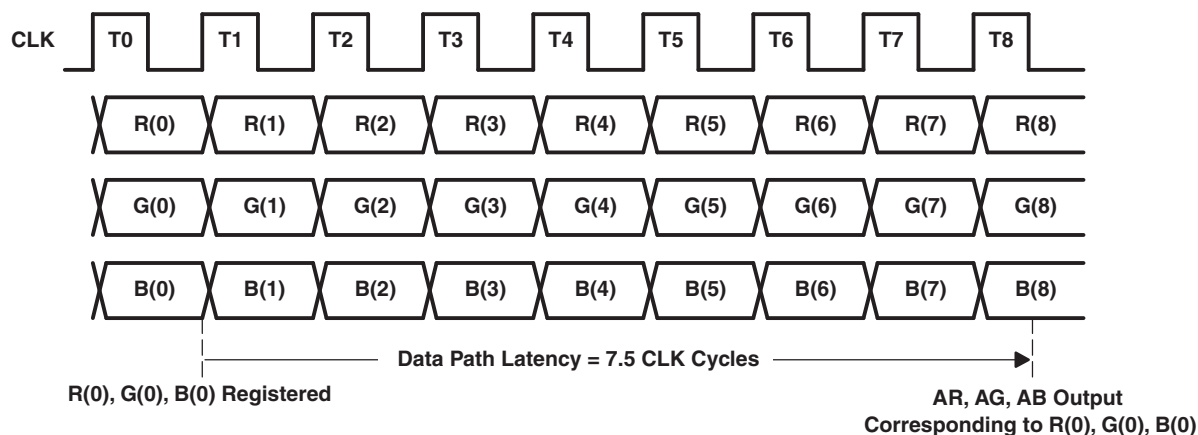 CLK T0 T1 T2 T3 T4 T5 T6 T7 T8
R(0) R(1) R(2) R(3) R(4) R(5) R(6) R(7) R(8)
G(0) G(1) G(2) G(3) G(4) G(5) G(6) G(7) G(8)
B(0) B(1) B(2) B(3) B(4) B(5) B(6) B(7) B(8)
Data Path Latency = 7.5 CLK Cycles
R(0), G(0), B(0) Registered
AR, AG, AB Output
Corresponding to R(0), G(0), B(0)